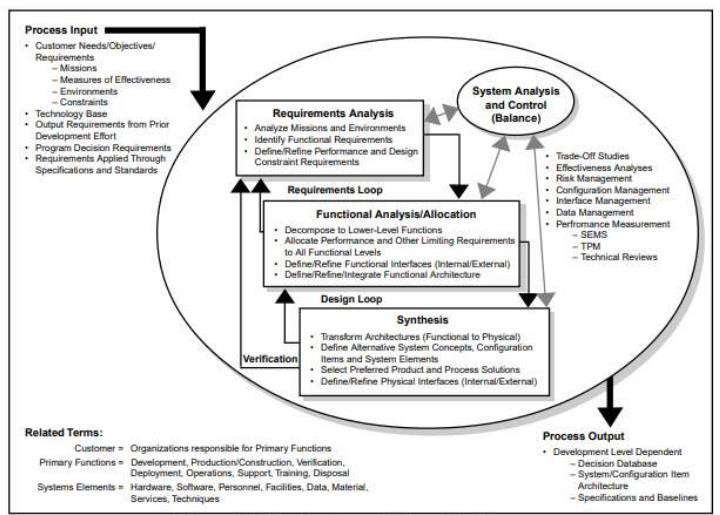 Process Input
• Customer Needs/Objectives/
Requirements
– Missions
– Measures of Effectiveness
– Environments
– Constraints
• Technology Base
• Output Requirements from Prior
Development Effort
• Program Decision Requirements
• Requirements Applied Through
Specifications and Standards
System Analysis
and Control
(Balance)
Requirements Analysis
• Analyze Missions and Environments
• Identify Functional Requirements
• Define/Refine Performance and Design
Constraint Requirements
• Trade-Off Studies
• Effectiveness Analyses
• Risk Management
• Configuration Management
• Interface Management
• Data Management
• Perfromance Measurement
– SEMS
– TPM
– Technical Reviews
Requirements Loop
Functional Analysis/Allocation
• Decompose to Lower-Level Functions
• Allocate Performance and Other Limiting Requirements
to All Functional Levels
• Define/Refine Functional Interfaces (Internal/External)
• Define/Refine/Integrate Functional Architecture
Design Loop
Synthesis
• Transform Architectures (Functional to Physical)
• Define Alternative System Concepts, Configuration
Items and System Elements
• Select Preferred Product and Process Solutions
• Define/Refine Physical Interfaces (Internal/External)
Verification
Related Terms:
Customer = Organizations responsible for Primary Functions
Primary Functions = Development, Production/Construction, Verification,
Deployment, Operations, Support, Training, Disposal
Systems Elements = Hardware, Software, Personnel, Facilities, Data, Material,
Services, Techniques
Process Output
• Development Level Dependent
– Decision Database
– System/Configuration Item
Architecture
– Specifications and Baselines